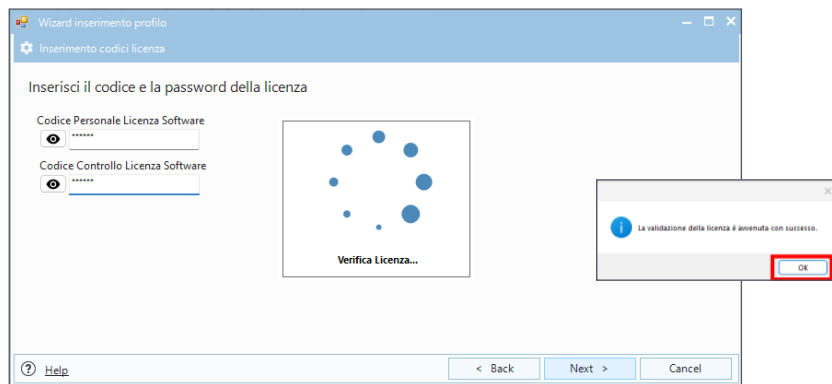 Wizard inserimento profilo
Inserimento codici licenza
Inserisci il codice e la password della licenza
Codice Personale Licenza Software
******
Codice Controllo Licenza Software
******
Verifica Licenza...
La validazione della licenza é avvenuta con successo.
OK
? Help
< Back
Next >
Cancel